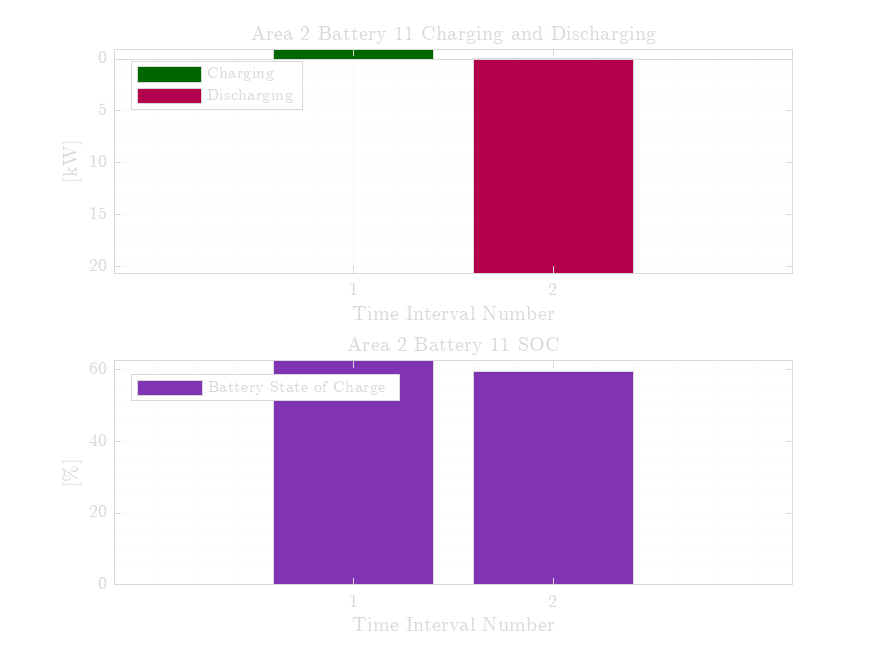 Area 2 Battery 11 Charging and Discharging
0
5
10
15
20
[kW]
Charging
Discharging
1
2
Time Interval Number
Area 2 Battery 11 SOC
60
40
20
0
[%]
Battery State of Charge
1
2
Time Interval Number